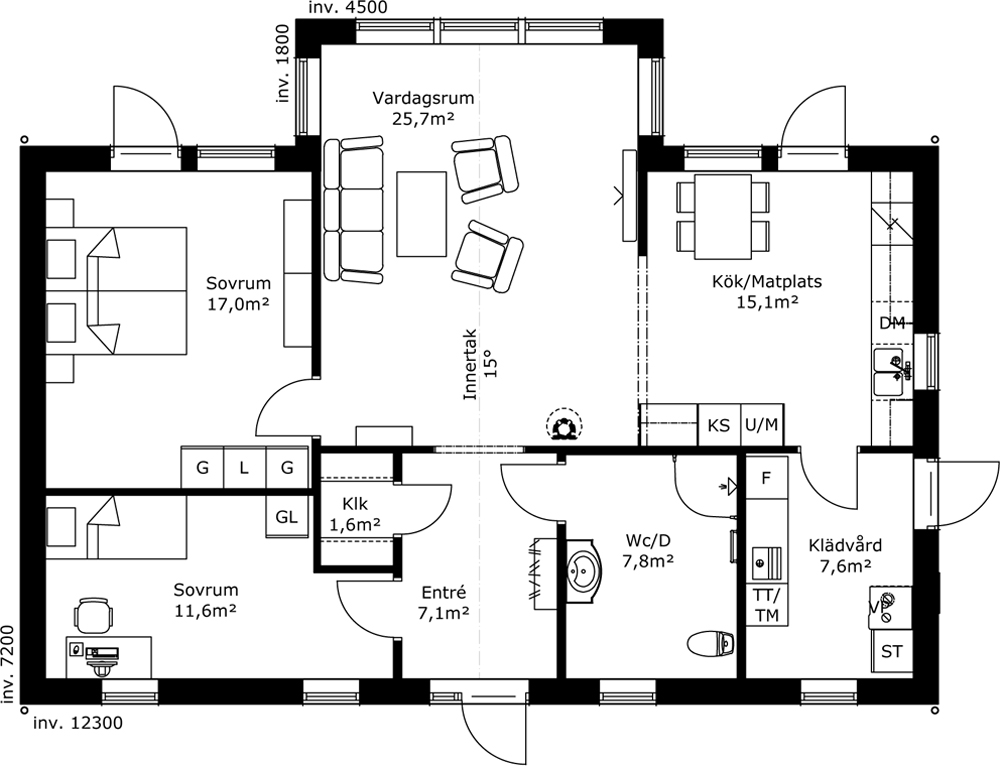 inv. 4500
inv. 1800
Vardagsrum
25,7m²
Sovrum
17,0m²
Kök/Matplats
15,1m²
DM
Innertak
15°
KS
U/M
G
L
G
GL
Klk
1,6m²
F
Wc/D
7,8m²
Klädvård
7,6m²
Sovrum
11,6m²
Entré
7,1m²
TT/
TM
VP
ST
inv. 7200
inv. 12300